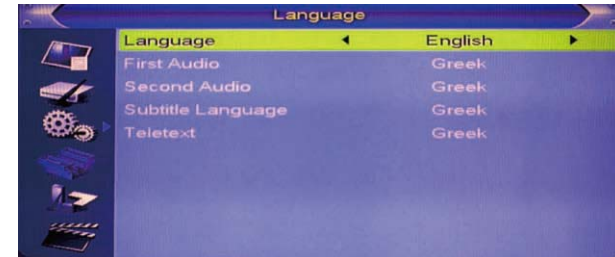 Language
Language English
First Audio Greek
Second Audio Greek
Subtitle Language Greek
Teletext Greek